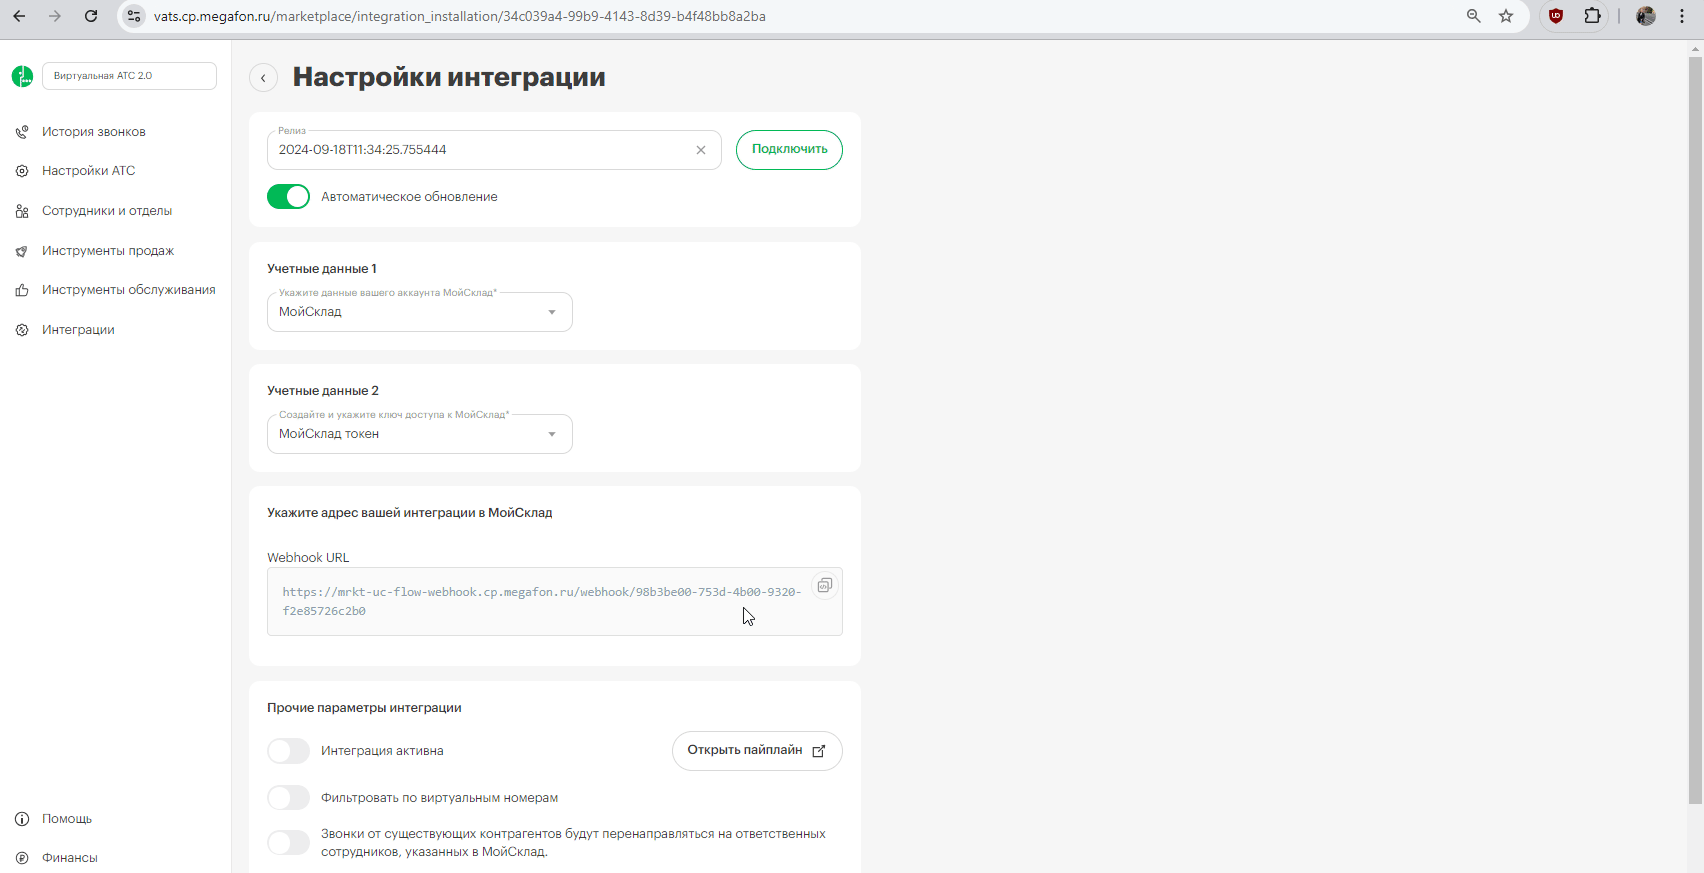 vats.cp.megafon.ru/marketplace/integration_installation/34c039a4-99b9-4143-8d39-b4f48bb8a2ba
Виртуальная АТС 2.0
История звонков
Настройки АТС
Сотрудники и отделы
Инструменты продаж
Инструменты обслуживания
Интеграции
Помощь
Финансы
Настройки интеграции
Релиз
2024-09-18T11:34:25.755444
Подключить
Автоматическое обновление
Учетные данные 1
Укажите данные вашего аккаунта МойСклад*
МойСклад
Учетные данные 2
Создайте и укажите ключ доступа к МойСклад*
МойСклад токен
Укажите адрес вашей интеграции в МойСклад
Webhook URL
https://mrkt-uc-flow-webhook.cp.megafon.ru/webhook/98b3be00-753d-4b00-9320-
f2e85726c2b0
Прочие параметры интеграции
Интеграция активна
Открыть пайплайн
Фильтровать по виртуальным номерам
Звонки от существующих контрагентов будут перенаправляться на ответственных
сотрудников, указанных в МойСклад.